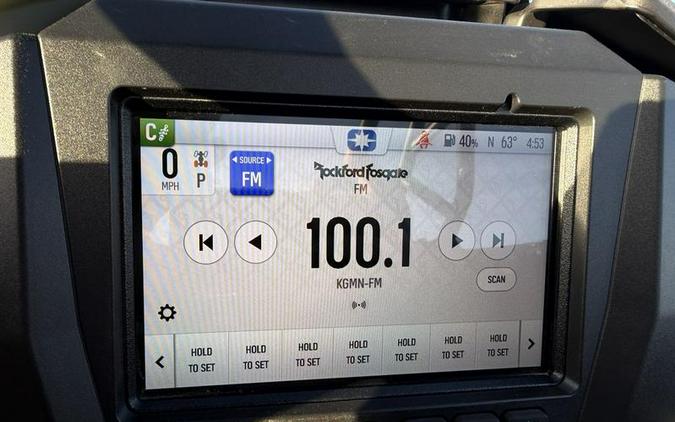 C
40% N 63° 4:53
0
MPH
P
SOURCE
FM
Rockford Fosgate
FM
100.1
KGMN-FM
SCAN
HOLD TO SET
HOLD TO SET
HOLD TO SET
HOLD TO SET
HOLD TO SET
HOLD TO SET
HOLD TO SET